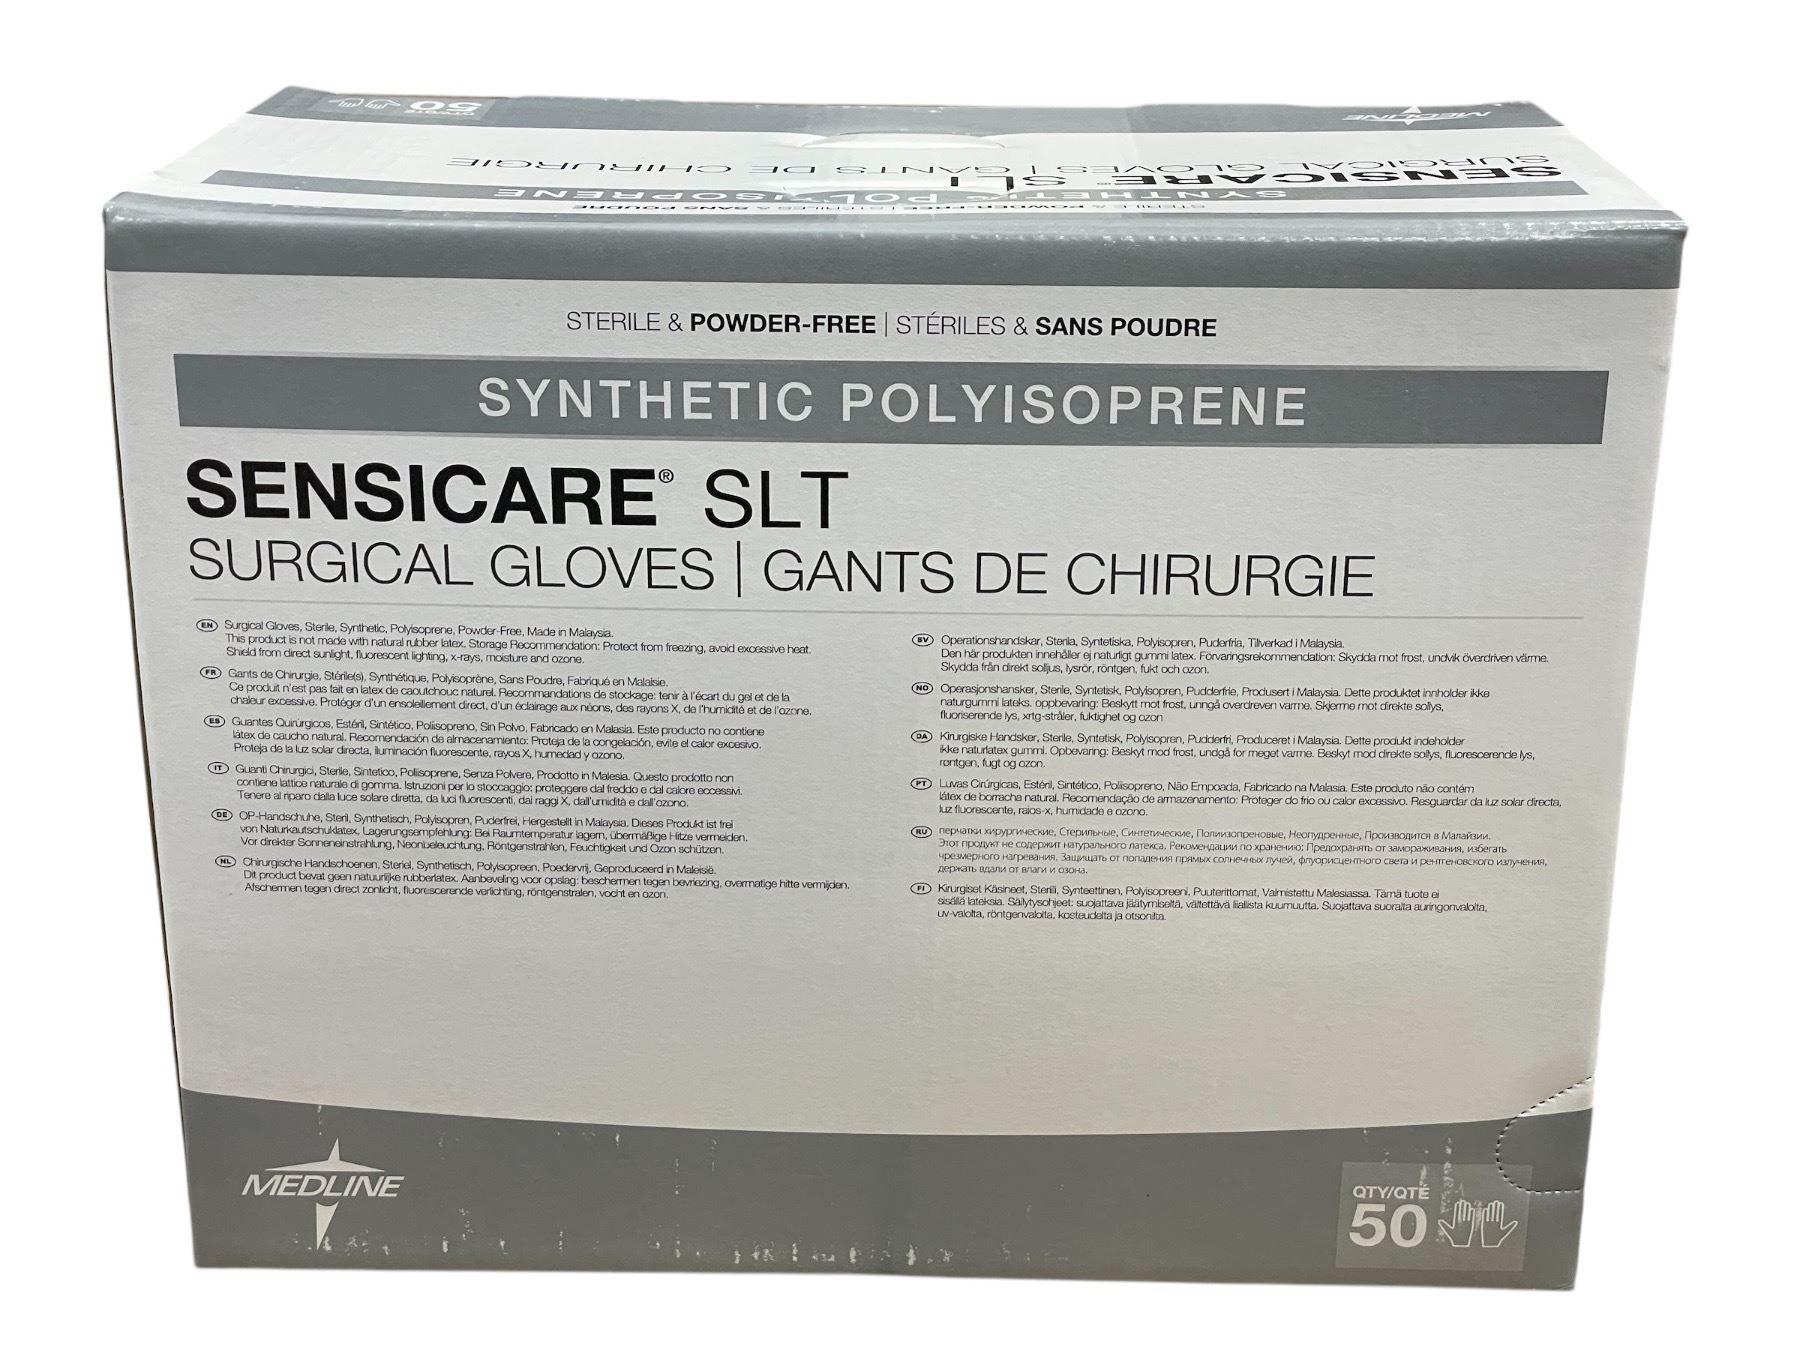 QTY/QTÉ
50
MEDLINE
SURGICAL GLOVES | GANTS DE CHIRURGIE
SENSICARE® SLT
SYNTHETIC POLYISOPRENE
STERILE & POWDER-FREE | STÉRILES & SANS POUDRE
STERILE & POWDER-FREE | STÉRILES & SANS POUDRE
SYNTHETIC POLYISOPRENE
SENSICARE® SLT
SURGICAL GLOVES | GANTS DE CHIRURGIE
EN Surgical Gloves, Sterile, Synthetic, Polyisoprene, Powder-Free, Made in Malaysia.
This product is not made with natural rubber latex. Storage Recommendation: Protect from freezing, avoid excessive heat.
Shield from direct sunlight, fluorescent lighting, x-rays, moisture and ozone.
FR Gants de Chirurgie, Stérile(s), Synthétique, Polyisoprène, Sans Poudre, Fabriqué en Malaisie.
Ce produit n'est pas fait en latex de caoutchouc naturel. Recommandations de stockage: tenir à l'écart du gel et de la
chaleur excessive. Protéger d'un ensoleillement direct, d'un éclairage aux néons, des rayons X, de l'humidité et de l'ozone.
ES Guantes Quirúrgicos, Estéril, Sintético, Poliisopreno, Sin Polvo, Fabricado en Malasia. Este producto no contiene
látex de caucho natural. Recomendación de almacenamiento: Proteja de la congelación, evite el calor excesivo.
Proteja de la luz solar directa, iluminación fluorescente, rayos X, humedad y ozono.
IT Guanti Chirurgici, Sterile, Sintetico, Poliisoprene, Senza Polvere, Prodotto in Malesia. Questo prodotto non
contiene lattice naturale di gomma. Istruzioni per lo stoccaggio: proteggere dal freddo e dal calore eccessivi.
Tenere al riparo dalla luce solare diretta, da luci fluorescenti, dai raggi X, dall'umidità e dall'ozono.
DE OP-Handschuhe, Steril, Synthetisch, Polyisopren, Puderfrei, Hergestellt in Malaysia. Dieses Produkt ist frei
von Naturkautschuklatex. Lagerungsempfehlung: Bei Raumtemperatur lagern, übermäßige Hitze vermeiden.
Vor direkter Sonneneinstrahlung, Neonbeleuchtung, Röntgenstrahlen, Feuchtigkeit und Ozon schützen.
NL Chirurgische Handschoenen, Steriel, Synthetisch, Polyisopreen, Poedervrij, Geproduceerd in Maleisië.
Dit product bevat geen natuurlijke rubberlatex. Aanbeveling voor opslag: beschermen tegen bevriezing, overmatige hitte vermijden.
Afschermen tegen direct zonlicht, fluorescerende verlichting, röntgenstralen, vocht en ozon.
SV Operationshandskar, Sterila, Syntetiska, Polyisopren, Puderfria, Tillverkad i Malaysia.
Den här produkten innehåller ej naturligt gummi latex. Förvaringsrekommendation: Skydda mot frost, undvik överdriven värme.
Skydda från direkt solljus, lysrör, röntgen, fukt och ozon.
NO Operasjonshansker, Sterile, Syntetisk, Polyisopren, Pudderfrie, Produsert i Malaysia. Dette produktet innholder ikke
naturgummi lateks. oppbevaring: Beskytt mot frost, unngå overdreven varme. Skjerme mot direkte sollys,
fluoriserende lys, xrtg-stråler, fuktighet og ozon
DA Kirurgiske Handsker, Sterile, Syntetisk, Polyisopren, Pudderfri, Produceret i Malaysia. Dette produkt indeholder
ikke naturlatex gummi. Opbevaring: Beskyt mod frost, undgå for meget varme. Beskyt mod direkte sollys, fluorescerende lys,
røntgen, fugt og ozon.
PT Luvas Cirúrgicas, Estéril, Sintético, Poliisopreno, Não Empoada, Fabricado na Malasia. Este produto não contém
látex de borracha natural. Recomendação de armazenamento: Proteger do frio ou calor excessivo. Resguardar da luz solar directa,
luz fluorescente, raios-x, humidade e ozono.
RU перчатки хирургические, Стерильные, Синтетические, Полиизопреновые, Неопудренные, Производится в Малайзии.
Этот продукт не содержит натурального латекса. Рекомендации по хранению: Предохранять от замораживания, избегать
чрезмерного нагревания. Защищать от попадения прямых солнечных лучей, флуорисцентного света и рентгеновского излучения,
держать вдали от влаги и озона.
FI Kirurgiset Käsineet, Steriili, Synteettinen, Polyisopreeni, Puuterittomat, Valmistettu Malesiassa. Tämä tuote ei
sisällä lateksia. Säilytysohjeet: suojattava jäätymiseltä, vältettävä liiallista kuumuutta. Suojattava suoralta auringonvalolta,
uv-valolta, röntgenvalolta, kosteudelta ja otsonilta.
MEDLINE
QTY/QTÉ
50